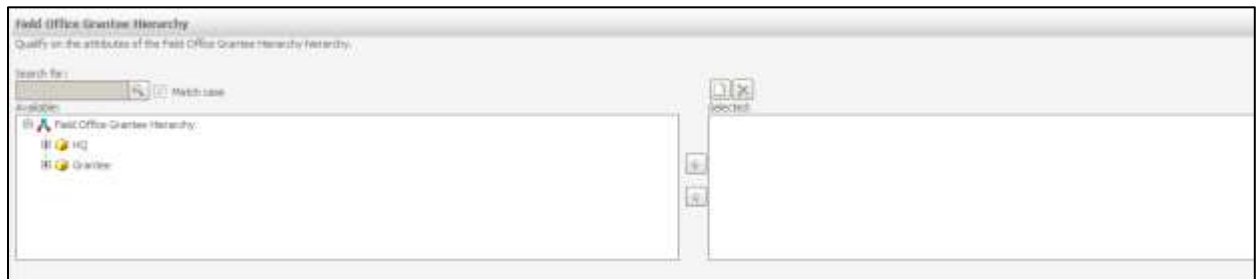 Field Office Grantee Hierarchy
Qualify on the attributes of the Field Office Grantee Hierarchy hierarchy.
Search for:
Match case
Available:
Selected:
Field Office Grantee Hierarchy
HQ
Grantee